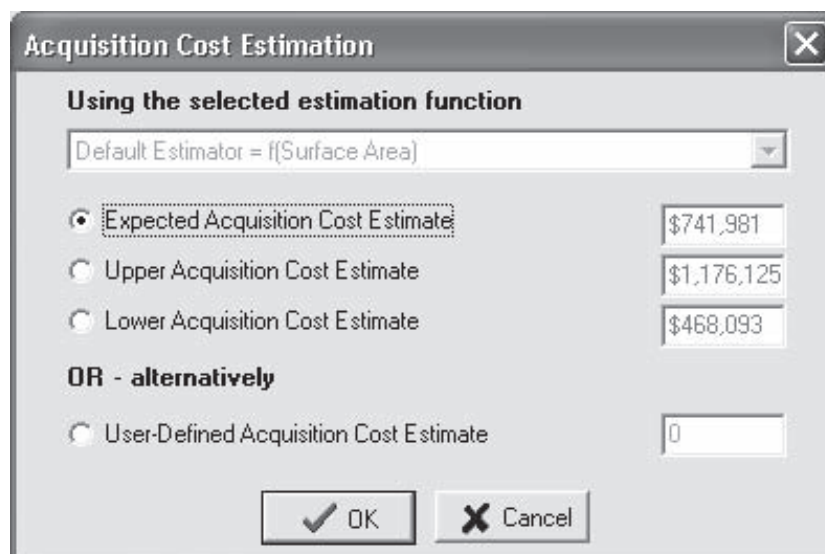 Acquisition Cost Estimation
Using the selected estimation function
Default Estimator = f(Surface Area)
Expected Acquisition Cost Estimate $741,981
Upper Acquisition Cost Estimate $1,176,125
Lower Acquisition Cost Estimate $468,093
OR - alternatively
User-Defined Acquisition Cost Estimate 0
OK Cancel